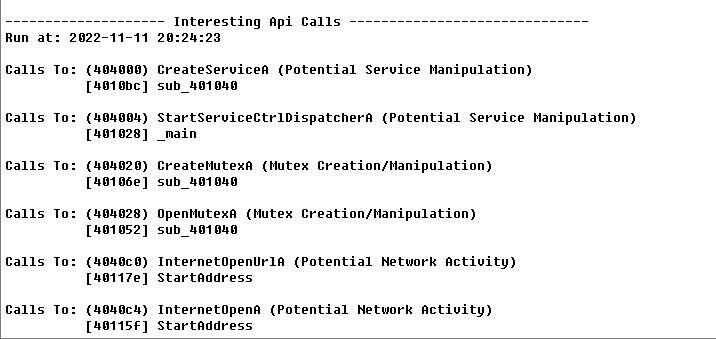 -------------------- Interesting Api Calls ------------------------------
Run at: 2022-11-11 20:24:23
Calls To: (404000) CreateServiceA (Potential Service Manipulation)
[4010bc] sub_401040
Calls To: (404004) StartServiceCtrlDispatcherA (Potential Service Manipulation)
[401028] _main
Calls To: (404020) CreateMutexA (Mutex Creation/Manipulation)
[40106e] sub_401040
Calls To: (404028) OpenMutexA (Mutex Creation/Manipulation)
[401052] sub_401040
Calls To: (4040c0) InternetOpenUrlA (Potential Network Activity)
[40117e] StartAddress
Calls To: (4040c4) InternetOpenA (Potential Network Activity)
[40115f] StartAddress